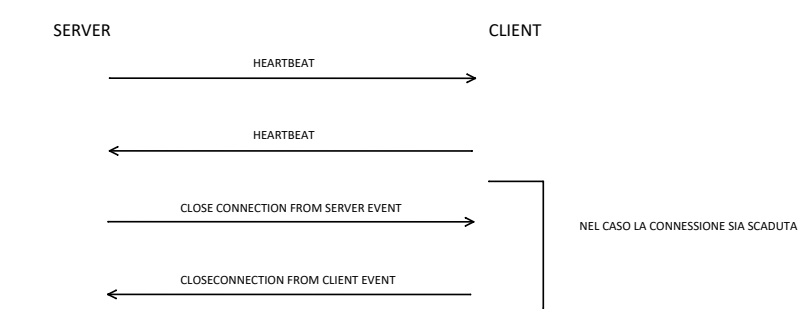 SERVER
CLIENT
HEARTBEAT
HEARTBEAT
CLOSE CONNECTION FROM SERVER EVENT
NEL CASO LA CONNESSIONE SIA SCADUTA
CLOSECONNECTION FROM CLIENT EVENT